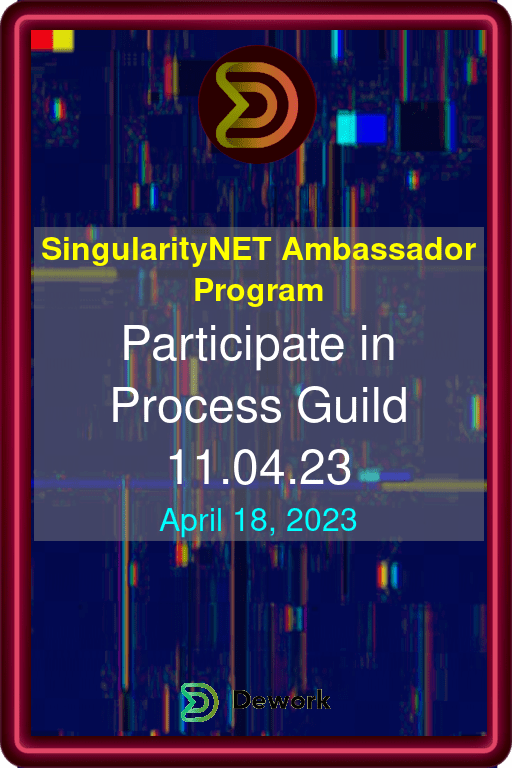 SingularityNET Ambassador
Program
Participate in
Process Guild
11.04.23
April 18, 2023
Dework